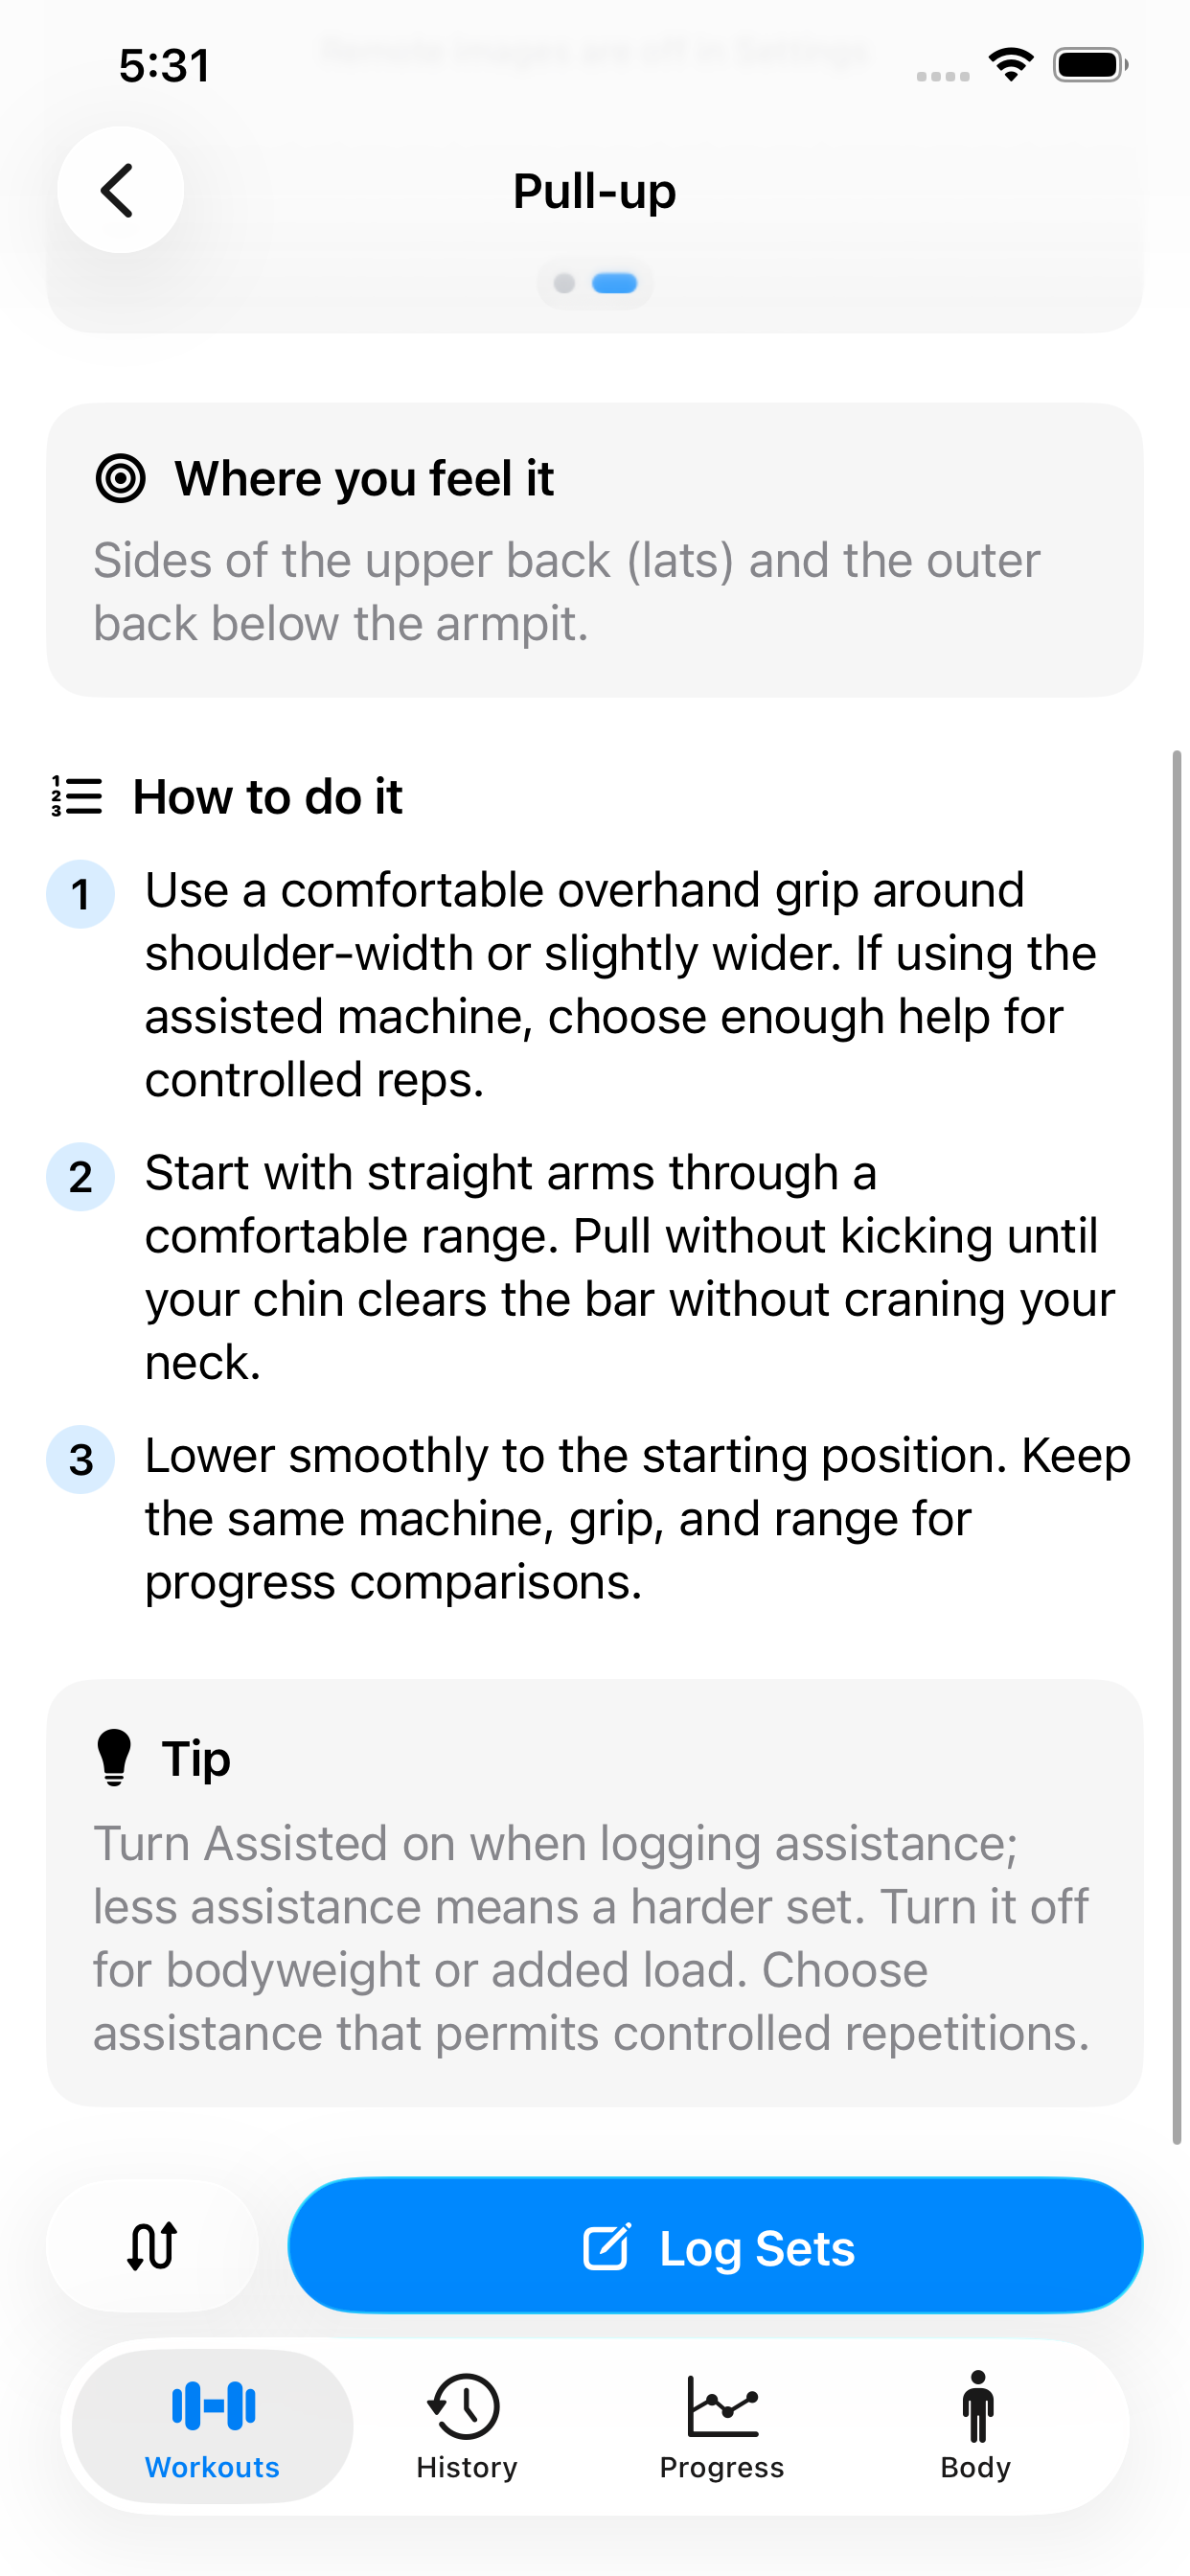 Remote images are off in Settings
5:31
Pull-up
Where you feel it
Sides of the upper back (lats) and the outer
back below the armpit.
How to do it
1
Use a comfortable overhand grip around
shoulder-width or slightly wider. If using the
assisted machine, choose enough help for
controlled reps.
2
Start with straight arms through a
comfortable range. Pull without kicking until
your chin clears the bar without craning your
neck.
3
Lower smoothly to the starting position. Keep
the same machine, grip, and range for
progress comparisons.
Tip
Turn Assisted on when logging assistance;
less assistance means a harder set. Turn it off
for bodyweight or added load. Choose
assistance that permits controlled repetitions.
Log Sets
Workouts
History
Progress
Body